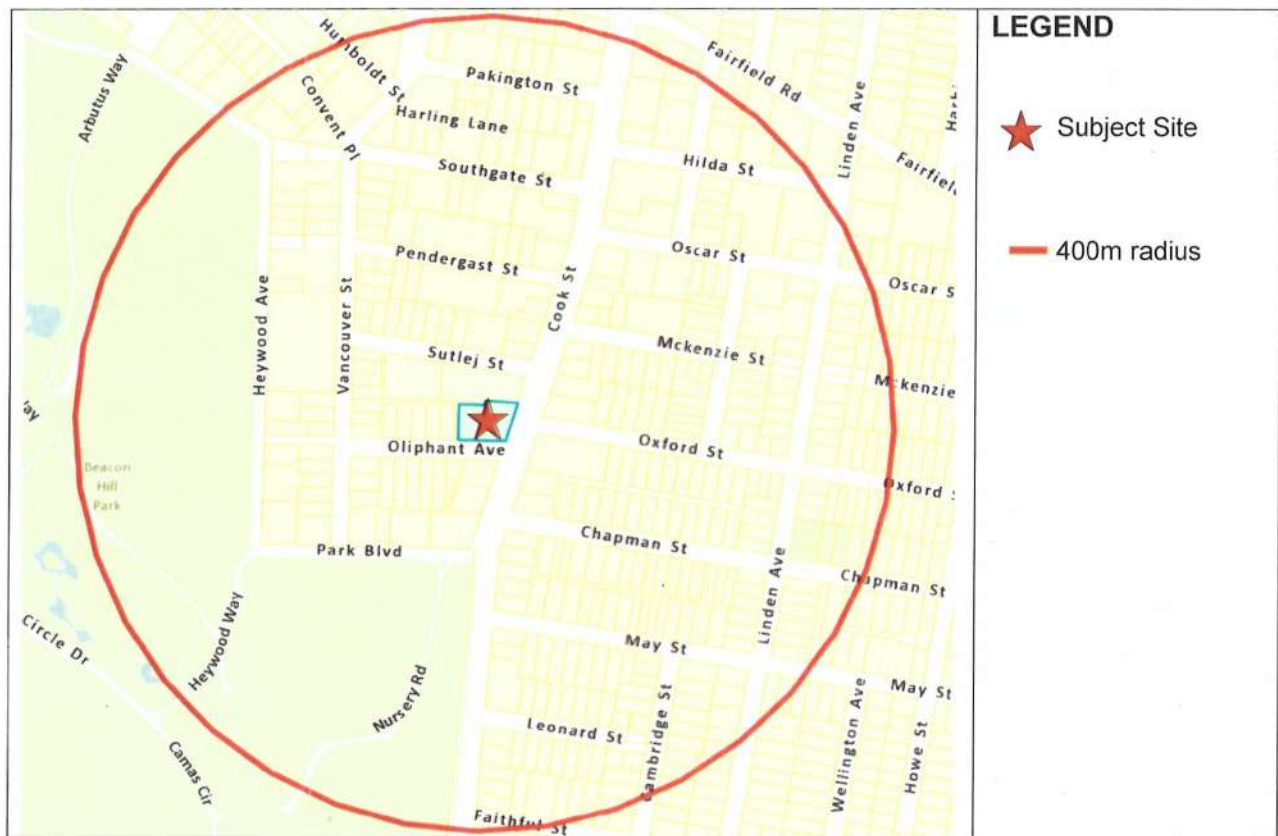 LEGEND
Subject Site
400m radius
Humboldt St
Fairfield Rd
Arbutus Way
Pakington St
Linden Ave
Convent Pl
Harling Lane
Southgate St
Hilda St
Fairfield
Pendergast St
Oscar St
Oscar S
Heywood Ave
Vancouver St
Cook St
Sutlej St
Mckenzie St
Mckenzie
Oliphant Ave
Oxford St
Oxford
Beacon
Hill
Park
Park Blvd
Chapman St
Chapman St
Linden Ave
Circle Dr
Heywood Way
Nursery Rd
May St
May St
Camas Cir
Leonard St
Cambridge St
Wellington Ave
Howe St
Faithful St